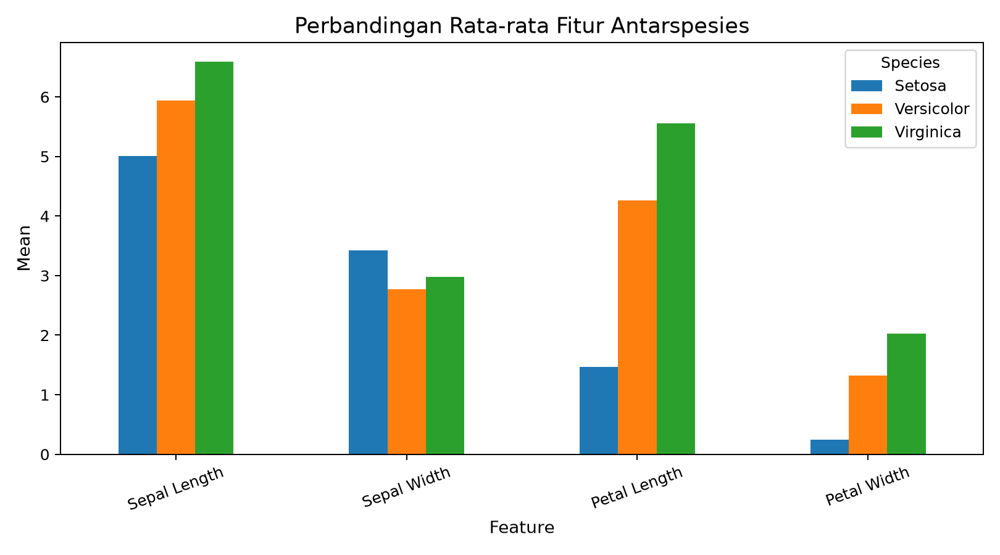 Perbandingan Rata-rata Fitur Antarspesies
Species
Setosa
Versicolor
Virginica
Mean
6
5
4
3
2
1
0
Sepal Length
Sepal Width
Petal Length
Petal Width
Feature